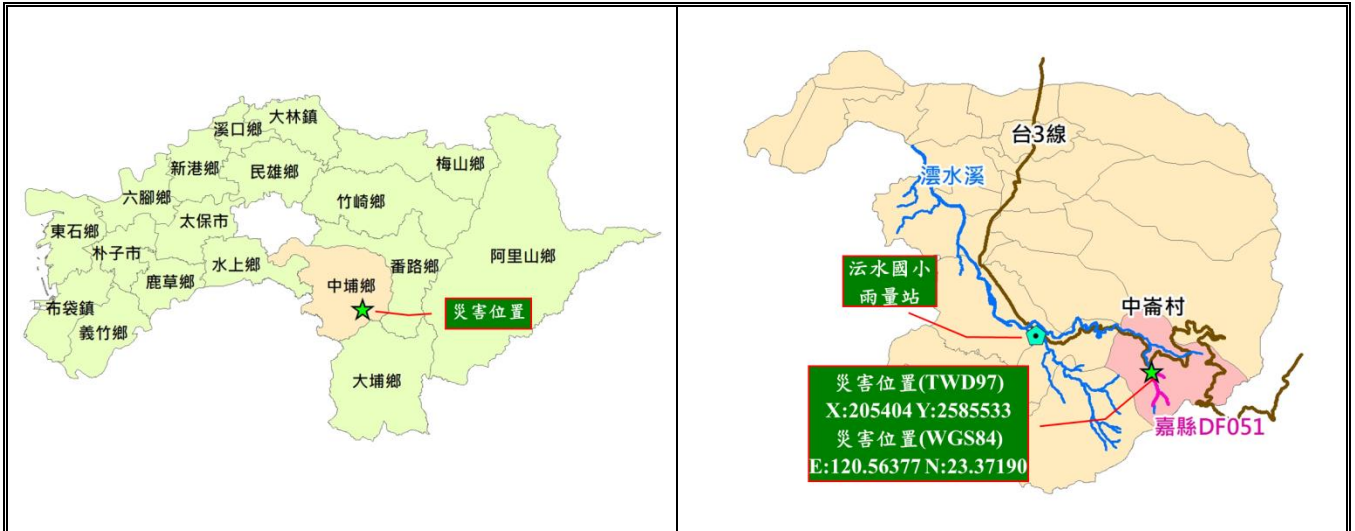 大林鎮
溪口鄉
梅山鄉
新港鄉
民雄鄉
六腳鄉
竹崎鄉
太保市
東石鄉
朴子市
水上鄉
番路鄉
阿里山鄉
鹿草鄉
中埔鄉
布袋鎮
災害位置
義竹鄉
大埔鄉
台3線
澐水溪
沄水國小
雨量站
中崙村
災害位置(TWD97)
X:205404 Y:2585533
災害位置(WGS84)
E:120.56377 N:23.37190
嘉縣DF051